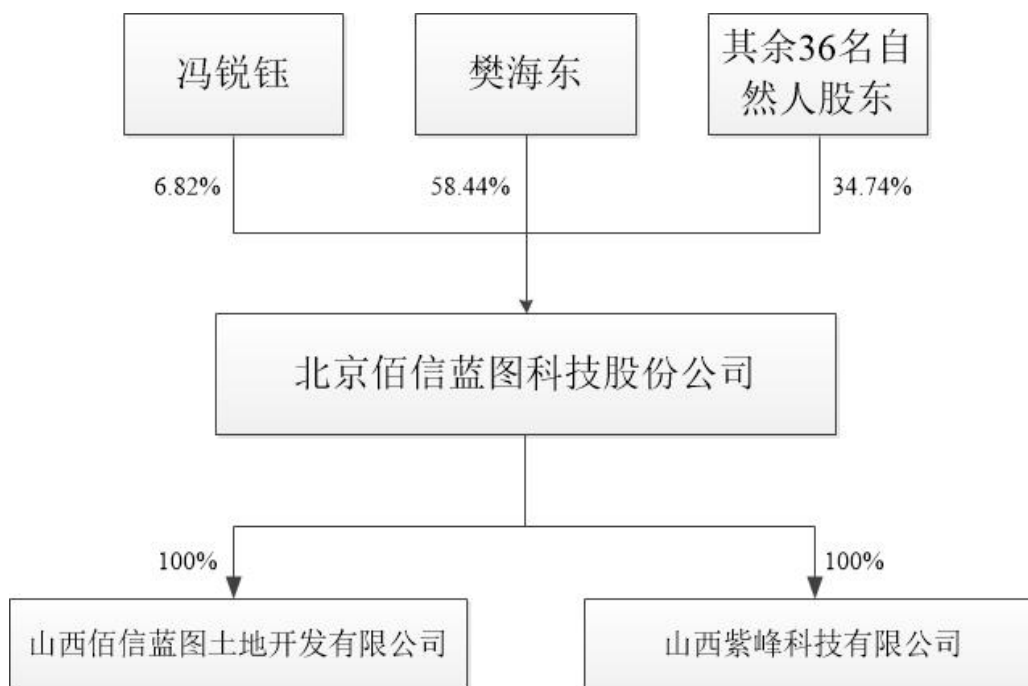 冯锐钰
樊海东
其余36名自
然人股东
6.82%
58.44%
34.74%
北京佰信蓝图科技股份公司
100%
100%
山西佰信蓝图土地开发有限公司
山西紫峰科技有限公司